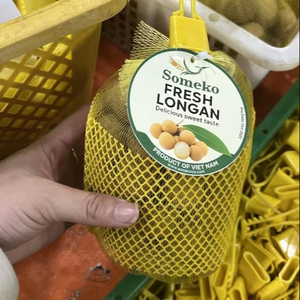 Someko
FRESH
LONGAN
Delicious sweet taste
PRODUCT OF VIET NAM